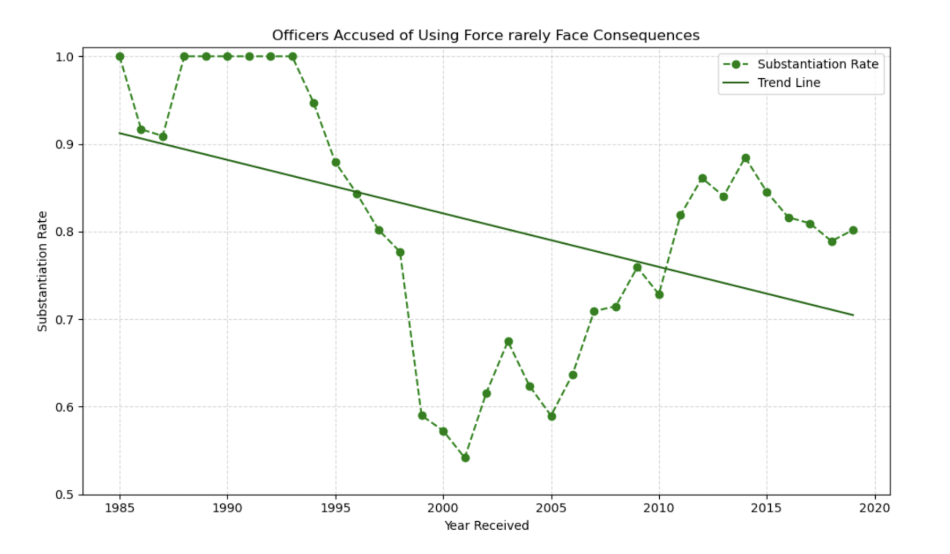 Officers Accused of Using Force rarely Face Consequences
Substantiation Rate
Trend Line
1.0
0.9
0.8
0.7
0.6
0.5
Substantiation Rate
1985 1990 1995 2000 2005 2010 2015 2020
Year Received